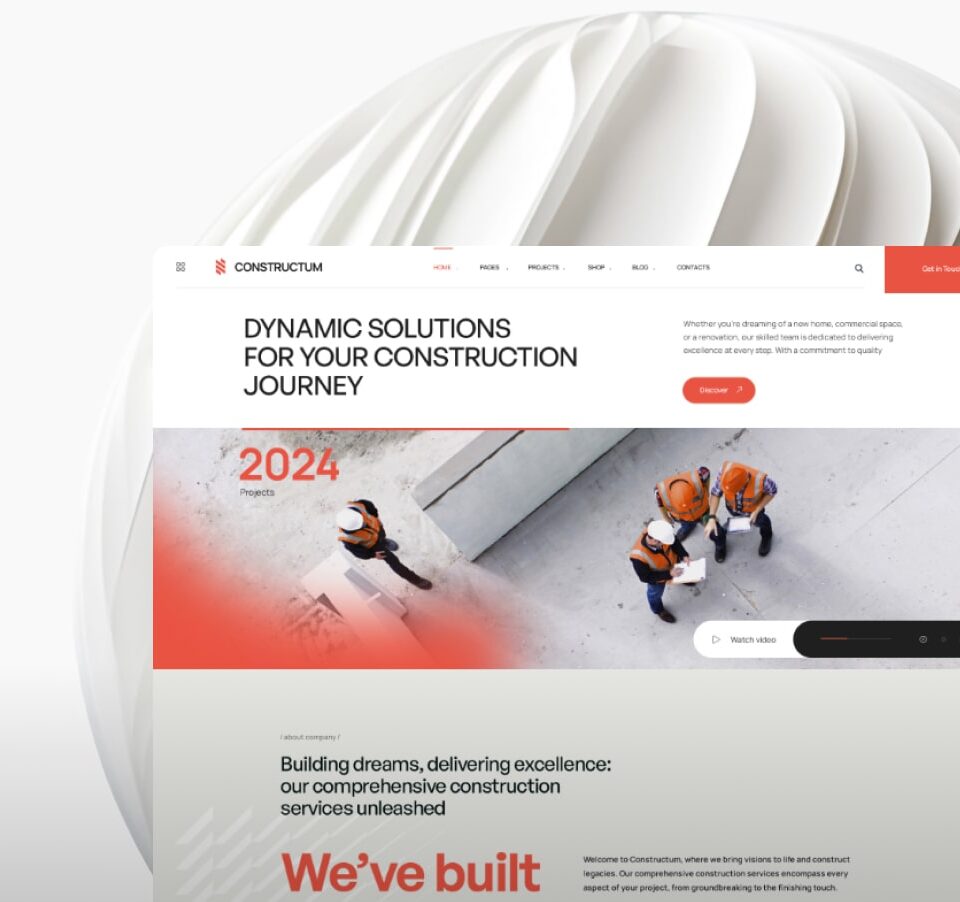 CONSTRUCTUM
HOME
PAGES
PROJECTS
SHOP
BLOG
CONTACTS
Get in Touc
DYNAMIC SOLUTIONS
FOR YOUR CONSTRUCTION
JOURNEY
Whether you're dreaming of a new home, commercial space,
or a renovation, our skilled team is dedicated to delivering
excellence at every step. With a commitment to quality
Discover
2024
Projects
Watch video
/ about company /
Building dreams, delivering excellence:
our comprehensive construction
services unleashed
We've built
Welcome to Constructum, where we bring visions to life and construct
legacies. Our comprehensive construction services encompass every
aspect of your project, from groundbreaking to the finishing touch.